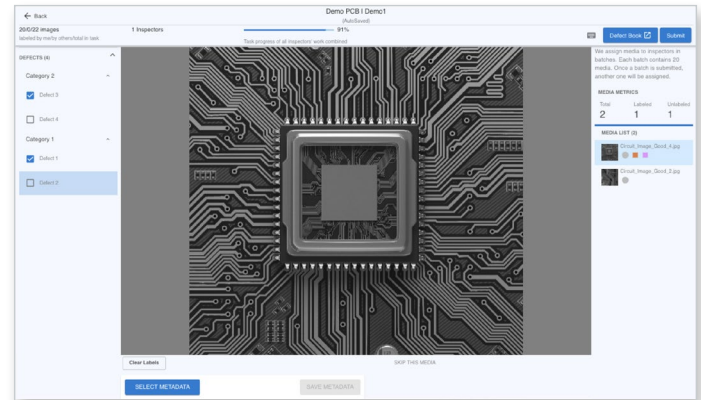 ← Back
Demo PCB | Demo1
(AutoSaved)
20/0/22 images
labeled by me/by others/total in task
1 Inspectors
91%
Task progress of all inspectors' work combined
Defect Book
Submit
DEFECTS (4)
Category 2
Defect 3
Defect 4
Category 1
Defect 1
Defect 2
We assign media to inspectors in
batches. Each batch contains 20
media. Once a batch is submitted,
another one will be assigned.
MEDIA METRICS
Total
Labeled
Unlabeled
2
1
1
MEDIA LIST (3)
Circuit_Image_Good_4.jpg
Circuit_Image_Good_2.jpg
Clear Labels
SKIP THIS MEDIA
SELECT METADATA
SAVE METADATA